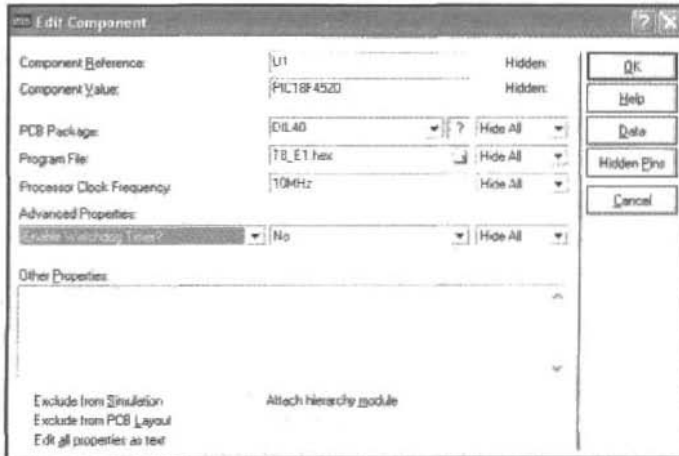 ISIS Edit Component
Component Reference: U1 Hidden: OK
Component Value: PIC18F4520 Hidden: Help
PCB Package: DIL40 ? Hide All Data
Program File: T8_E1.hex Hide All Hidden Pins
Processor Clock Frequency 10MHz Hide All
Cancel
Advanced Properties:
Enable Watchdog Timer? No Hide All
Other Properties:
Exclude from Simulation Attach hierarchy module
Exclude from PCB Layout
Edit all properties as text